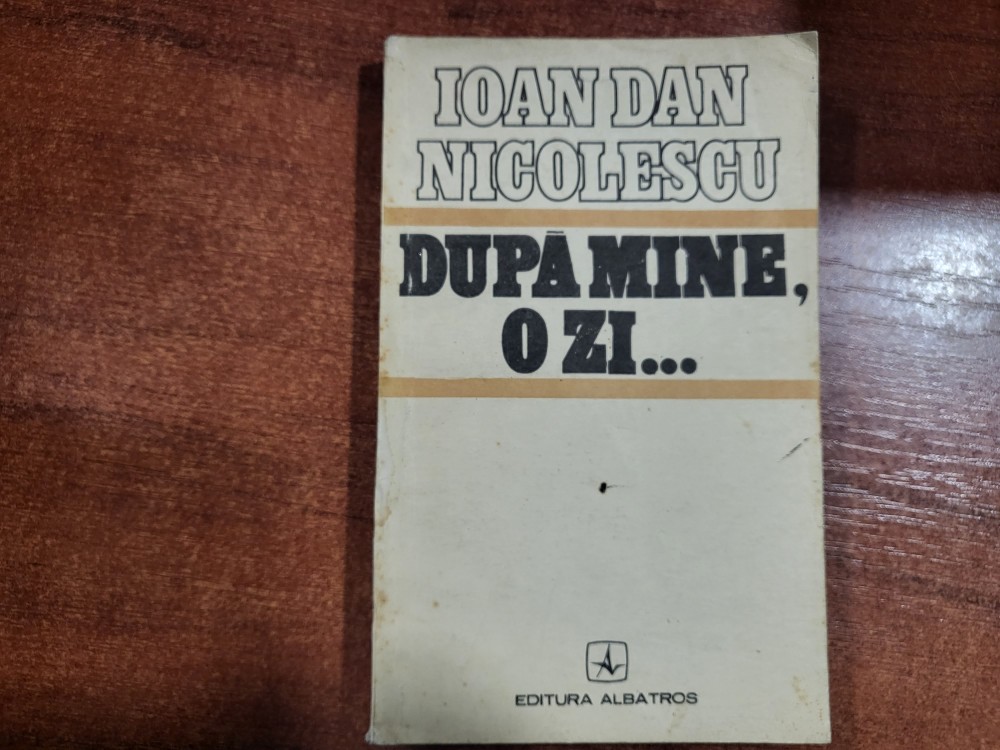 IOAN DAN
NICOLESCU
DUPĂ MINE,
O ZI...
EDITURA ALBATROS